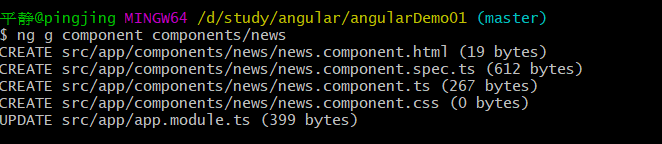 平静@pingjing MINGW64 /d/study/angular/angularDemo01 (master)
$ ng g component components/news
CREATE src/app/components/news/news.component.html (19 bytes)
CREATE src/app/components/news/news.component.spec.ts (612 bytes)
CREATE src/app/components/news/news.component.ts (267 bytes)
CREATE src/app/components/news/news.component.css (0 bytes)
UPDATE src/app/app.module.ts (399 bytes)